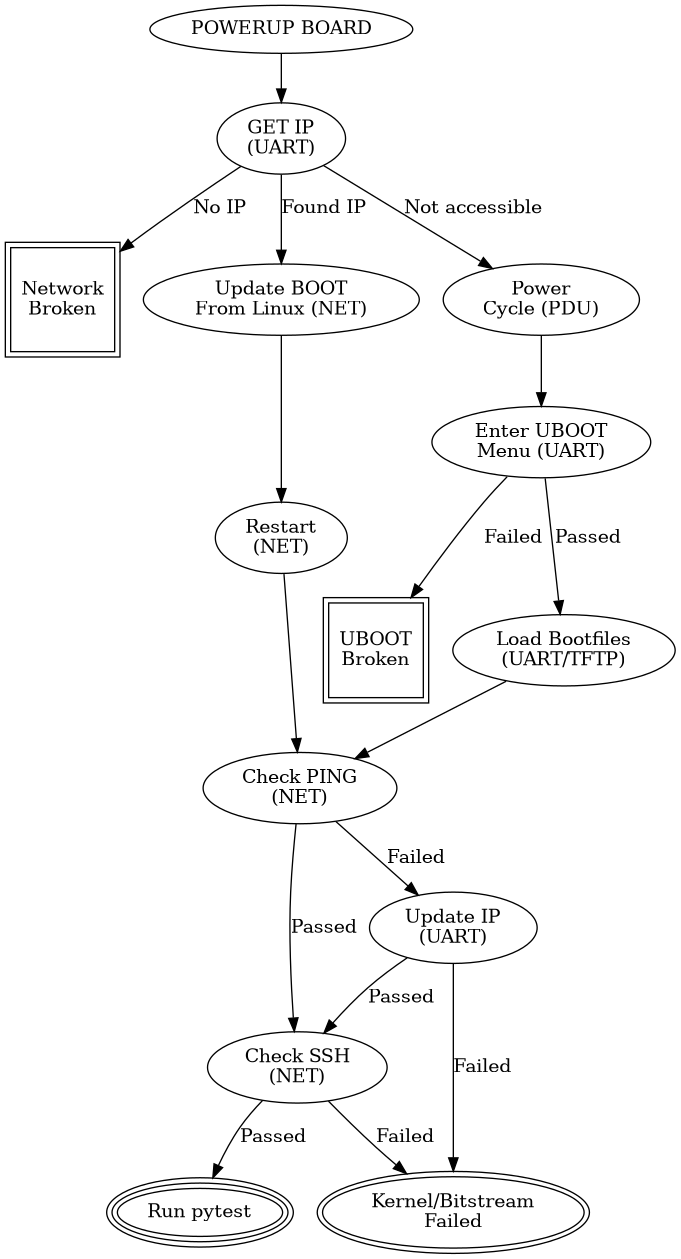 POWERUP BOARD
GET IP
(UART)
No IP
Found IP
Not accessible
Network
Broken
Update BOOT
From Linux (NET)
Power
Cycle (PDU)
Enter UBOOT
Menu (UART)
Restart
(NET)
Failed
Passed
UBOOT
Broken
Load Bootfiles
(UART/TFTP)
Check PING
(NET)
Failed
Passed
Update IP
(UART)
Passed
Check SSH
(NET)
Failed
Passed
Failed
Run pytest
Kernel/Bitstream
Failed